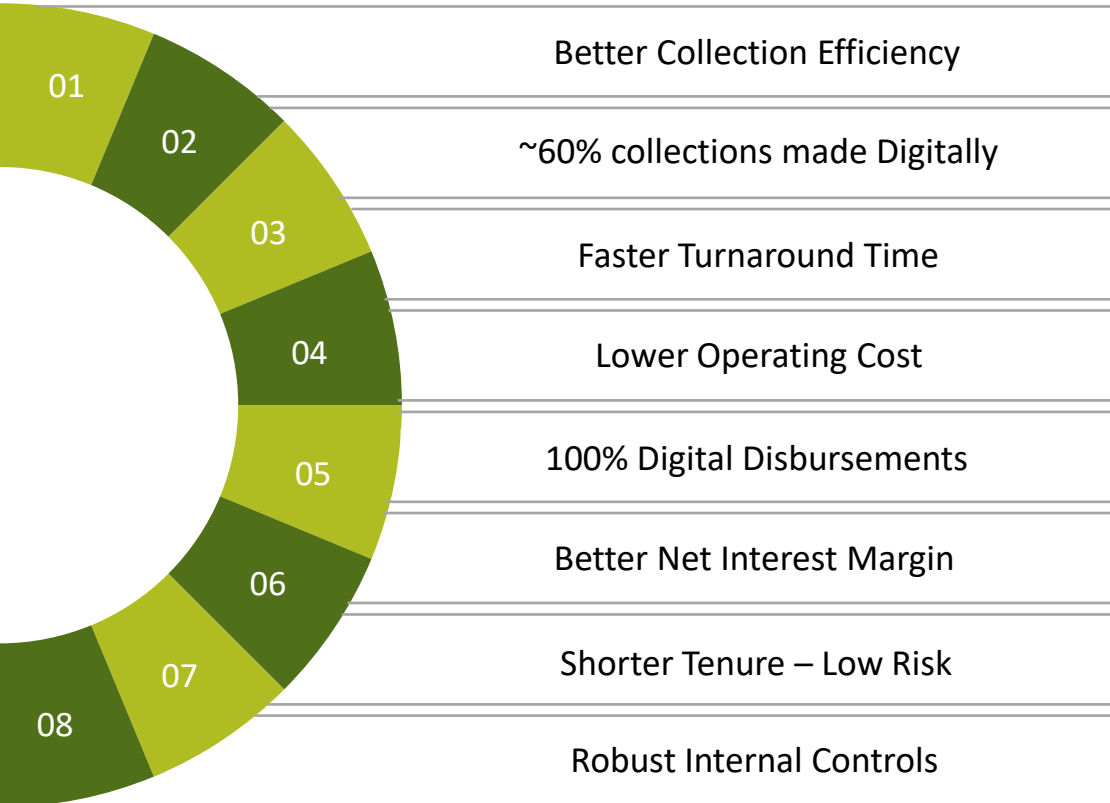 01
Better Collection Efficiency
02
~60% collections made Digitally
03
Faster Turnaround Time
04
Lower Operating Cost
05
100% Digital Disbursements
06
Better Net Interest Margin
07
Shorter Tenure – Low Risk
08
Robust Internal Controls